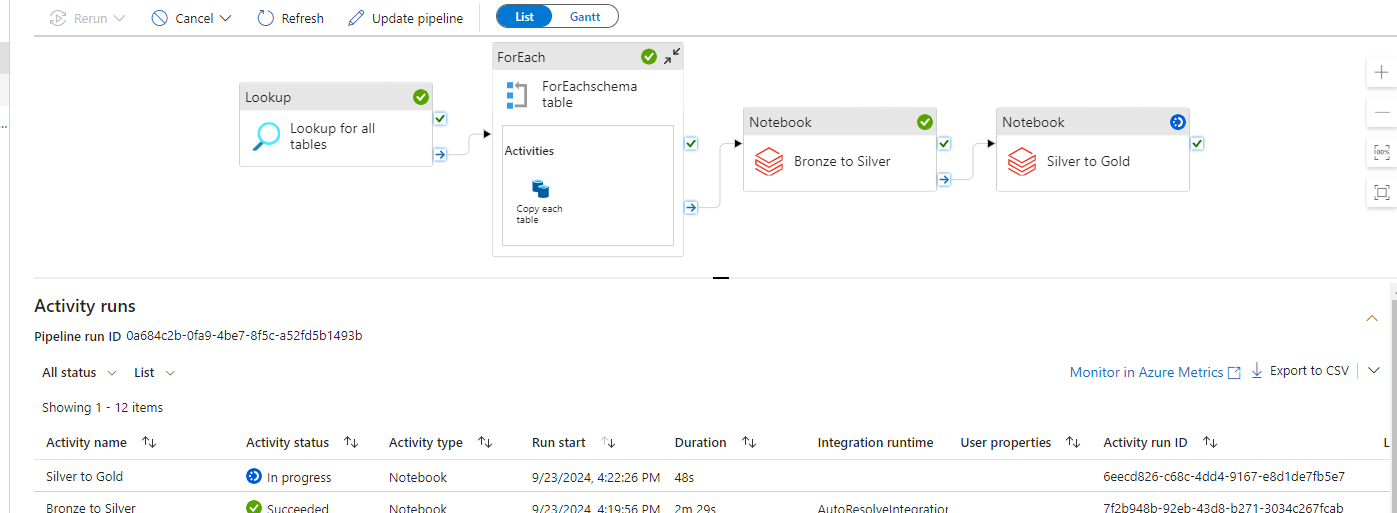 Rerun Cancel Refresh Update pipeline List Gantt
ForEach
ForEachschema
table
Lookup
Lookup for all
tables
Activities
Copy each
table
Notebook
Bronze to Silver
Notebook
Silver to Gold
100%
Activity runs
Pipeline run ID 0a684c2b-0fa9-4be7-8f5c-a52fd5b1493b
All status List
Monitor in Azure Metrics Export to CSV
Showing 1 - 12 items
Activity name Activity status Activity type Run start Duration Integration runtime User properties Activity run ID L
Silver to Gold In progress Notebook 9/23/2024, 4:22:26 PM 48s 6eecd826-c68c-4dd4-9167-e8d1de7fb5e7
Bronze to Silver Succeeded Notebook 9/23/2024, 4:19:56 PM 2m 29s AutoResolveIntegration 7f2b948b-92eb-43d8-b271-3034c267fcab